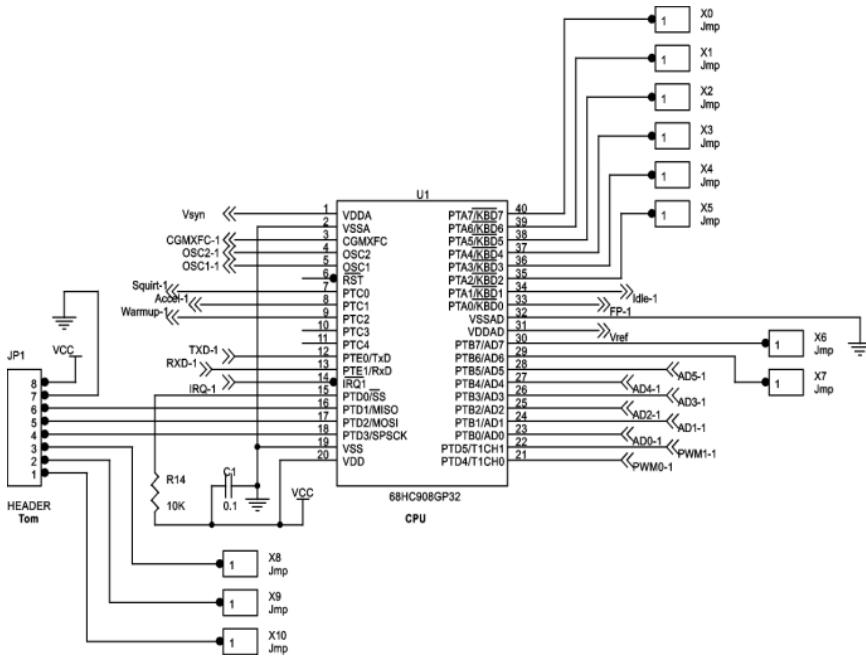 X0
1
Jmp
X1
1
Jmp
X2
1
Jmp
X3
1
Jmp
X4
1
Jmp
X5
1
Jmp
U1
Vsyn
1 VDDA
2 VSSA
CGMXFC-1 3 CGMXFC
OSC2-1 4 OSC2
OSC1-1 5 OSC1
6 RST
Squirt-1 7 PTC0
Accel-1 8 PTC1
Warmup-1 9 PTC2
10 PTC3
11 PTC4
TXD-1 12 PTE0/TxD
RXD-1 13 PTE1/RxD
IRQ-1 14 IRQ1
15 PTD0/SS
16 PTD1/MISO
17 PTD2/MOSI
18 PTD3/SPSCK
19 VSS
20 VDD
PTA7/KBD7 40
PTA6/KBD6 39
PTA5/KBD5 38
PTA4/KBD4 37
PTA3/KBD3 36
PTA2/KBD2 35
PTA1/KBD1 34 Idle-1
PTA0/KBD0 33 FP-1
VSSAD 32
VDDAD 31 Vref
PTB7/AD7 30
PTB6/AD6 29
PTB5/AD5 28 AD5-1
PTB4/AD4 27 AD4-1
PTB3/AD3 26 AD3-1
PTB2/AD2 25 AD2-1
PTB1/AD1 24 AD1-1
PTB0/AD0 23 AD0-1
PTD5/T1CH1 22 PWM1-1
PTD4/T1CH0 21 PWM0-1
X6
1
Jmp
X7
1
Jmp
68HC908GP32
CPU
VCC
JP1
8
7
6
5
4
3
2
1
HEADER
Tom
R14
10K
C1
0.1
VCC
X8
1
Jmp
X9
1
Jmp
X10
1
Jmp